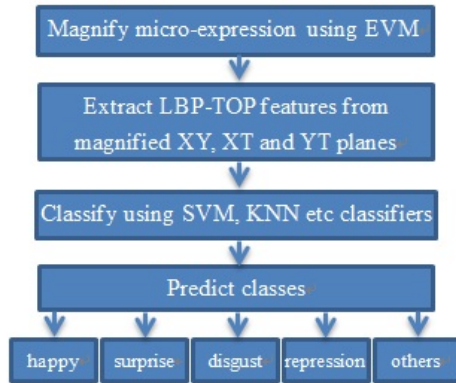 Magnify micro-expression using EVM
Extract LBP-TOP features from
magnified XY, XT and YT planes
Classify using SVM, KNN etc classifiers
Predict classes
happy surprise disgust repression others